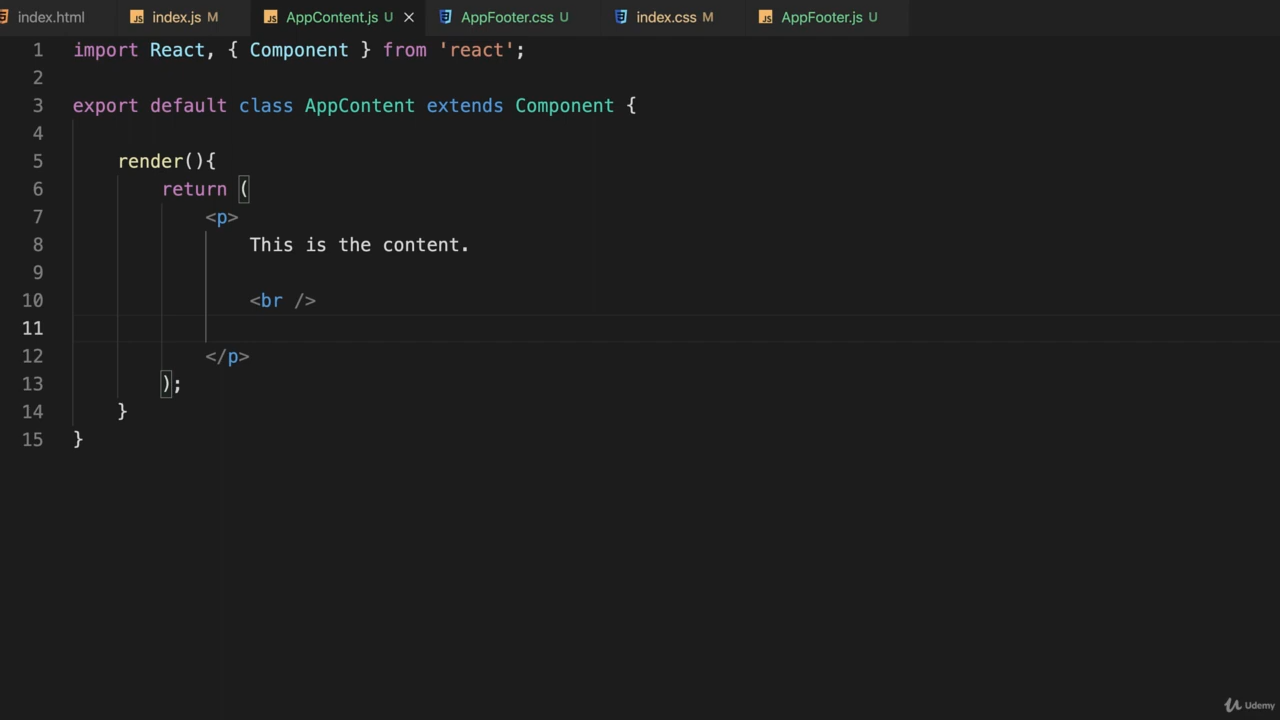 index.html
index.js M
AppContent.js U
AppFooter.css U
index.css M
AppFooter.js U
1 import React, { Component } from 'react';
2
3 export default class AppContent extends Component {
4
5 render(){
6 return (
7 <p>
8 This is the content.
9
10 <br />
11
12 </p>
13 );
14 }
15 }
Udemy